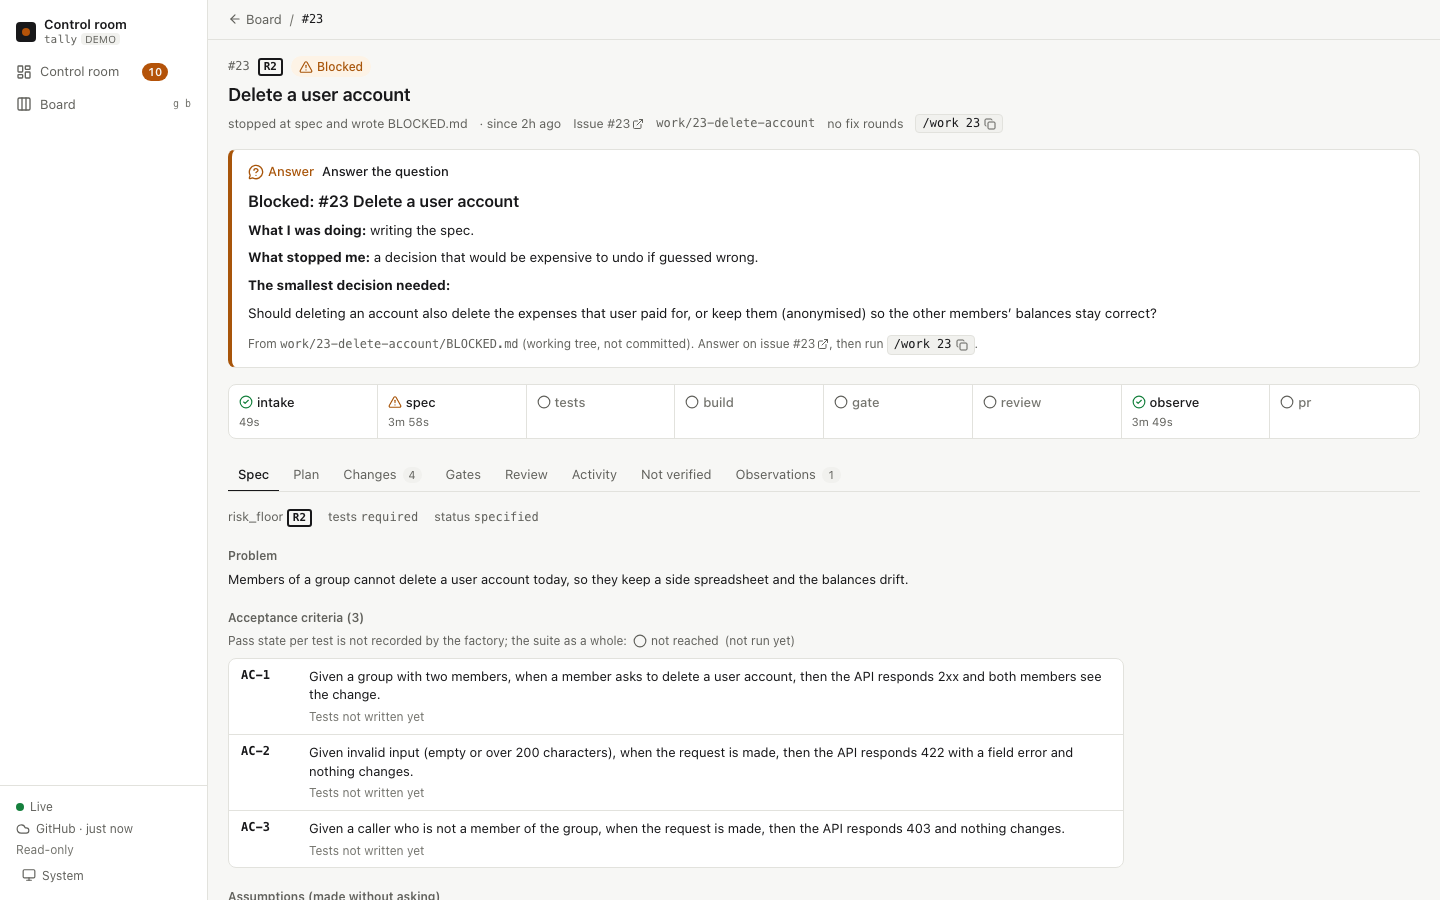 Control room
tally DEMO
Control room 10
Board g b
Live
GitHub · just now
Read-only
System
Board / #23
#23 R2 Blocked
Delete a user account
stopped at spec and wrote BLOCKED.md · since 2h ago Issue #23 work/23-delete-account no fix rounds /work 23
Answer Answer the question
Blocked: #23 Delete a user account
What I was doing: writing the spec.
What stopped me: a decision that would be expensive to undo if guessed wrong.
The smallest decision needed:
Should deleting an account also delete the expenses that user paid for, or keep them (anonymised) so the other members' balances stay correct?
From work/23-delete-account/BLOCKED.md (working tree, not committed). Answer on issue #23, then run /work 23.
intake spec tests build gate review observe pr
49s 3m 58s 3m 49s
Spec Plan Changes 4 Gates Review Activity Not verified Observations 1
risk_floor R2 tests required status specified
Problem
Members of a group cannot delete a user account today, so they keep a side spreadsheet and the balances drift.
Acceptance criteria (3)
Pass state per test is not recorded by the factory; the suite as a whole: not reached (not run yet)
AC-1 Given a group with two members, when a member asks to delete a user account, then the API responds 2xx and both members see
the change.
Tests not written yet
AC-2 Given invalid input (empty or over 200 characters), when the request is made, then the API responds 422 with a field error and
nothing changes.
Tests not written yet
AC-3 Given a caller who is not a member of the group, when the request is made, then the API responds 403 and nothing changes.
Tests not written yet
Assumptions (made without asking)